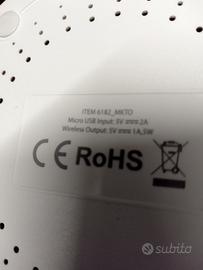 ITEM 6182_MKTO
Micro USB Input: 5V⎓2A
Wireless Output: 5V⎓1A,5W
CE RoHS
subito